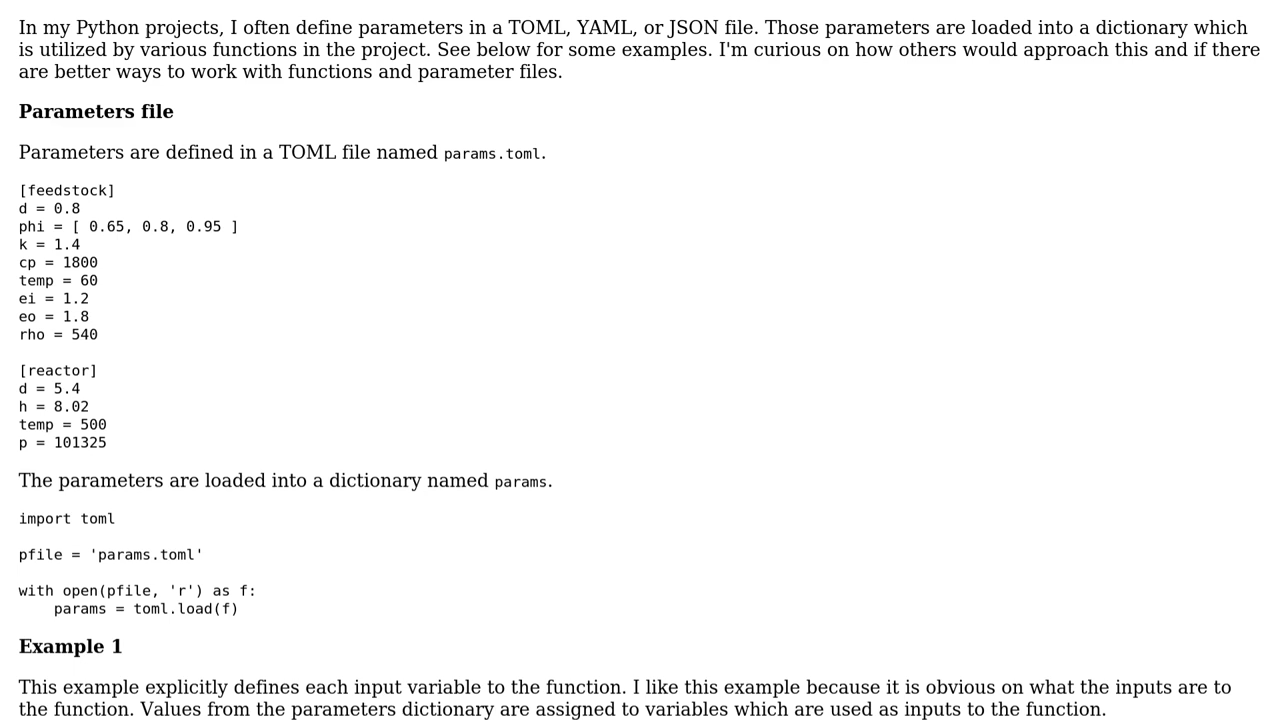 In my Python projects, I often define parameters in a TOML, YAML, or JSON file. Those parameters are loaded into a dictionary which
is utilized by various functions in the project. See below for some examples. I'm curious on how others would approach this and if there
are better ways to work with functions and parameter files.
Parameters file
Parameters are defined in a TOML file named params.toml.
[feedstock]
d = 0.8
phi = [ 0.65, 0.8, 0.95 ]
k = 1.4
cp = 1800
temp = 60
ei = 1.2
eo = 1.8
rho = 540
[reactor]
d = 5.4
h = 8.02
temp = 500
p = 101325
The parameters are loaded into a dictionary named params.
import toml
pfile = 'params.toml'
with open(pfile, 'r') as f:
    params = toml.load(f)
Example 1
This example explicitly defines each input variable to the function. I like this example because it is obvious on what the inputs are to
the function. Values from the parameters dictionary are assigned to variables which are used as inputs to the function.